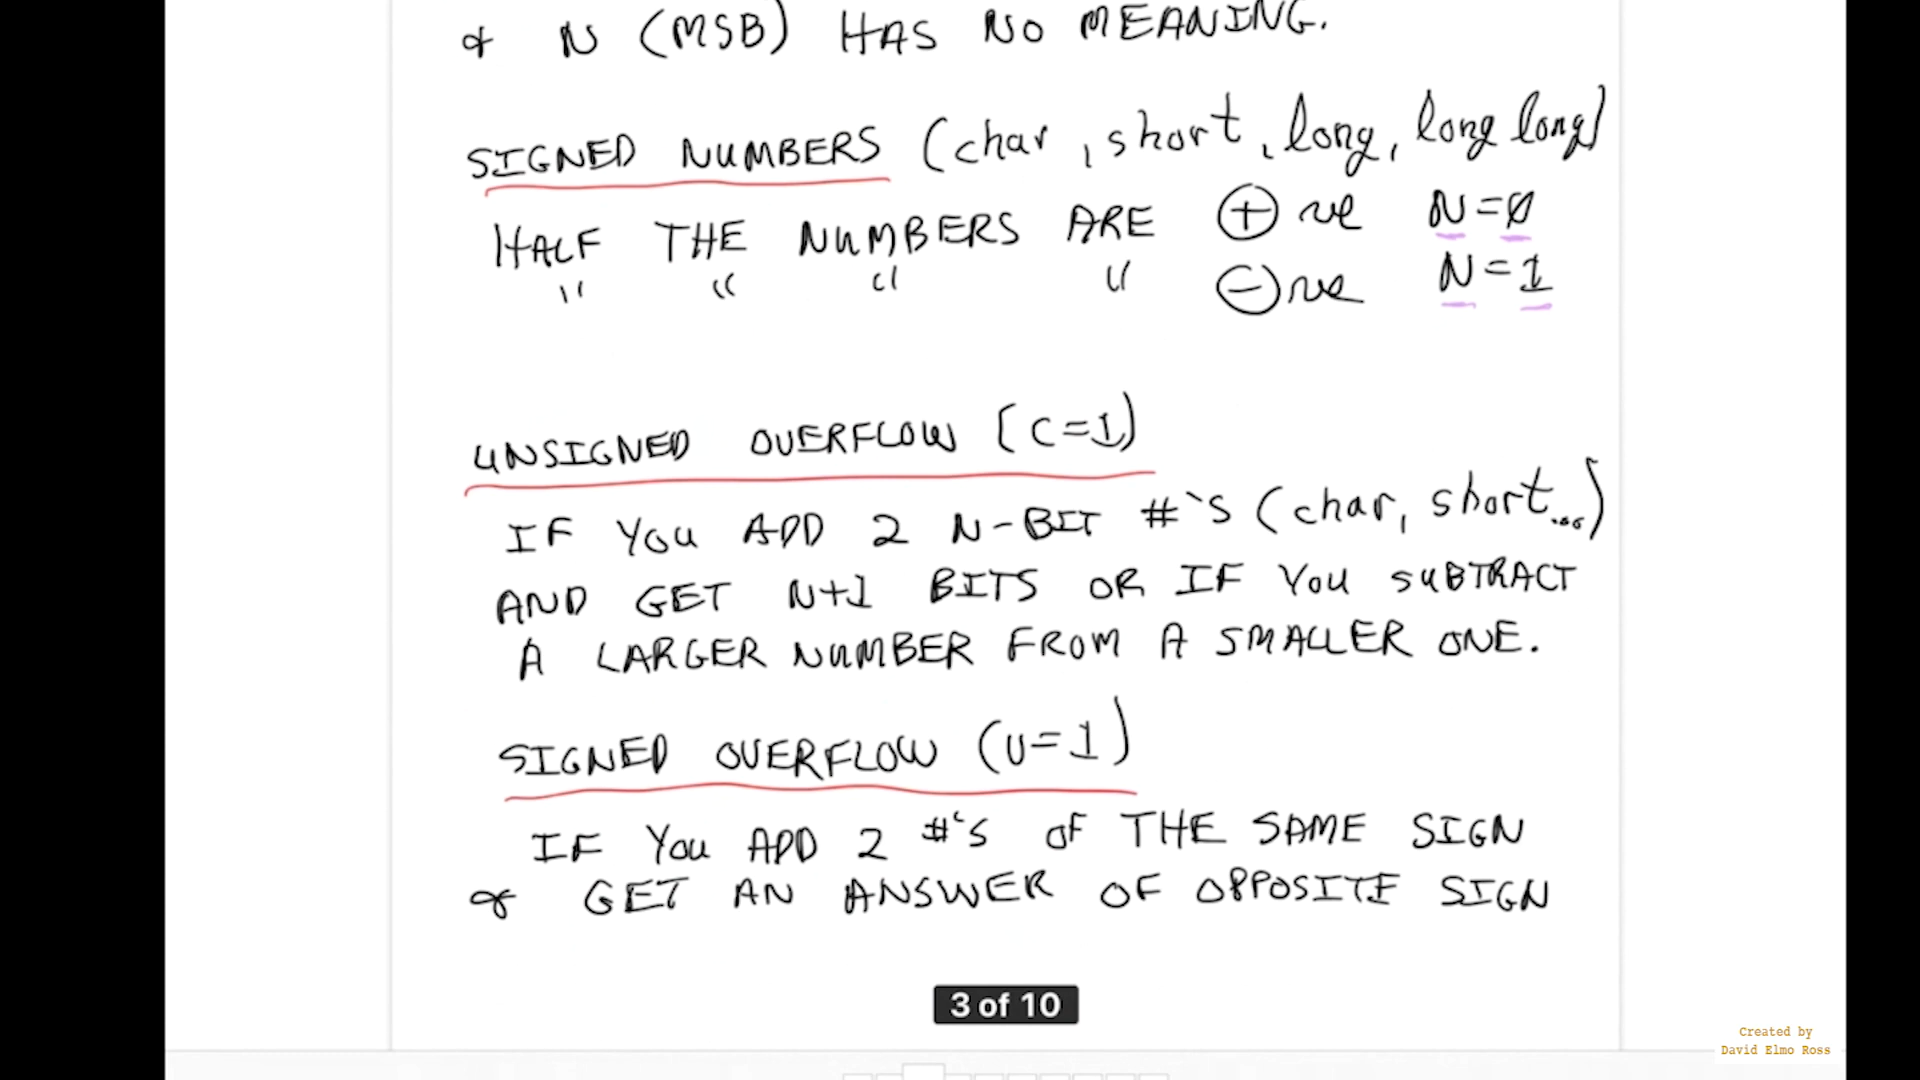 & N (MSB) HAS NO MEANING.
SIGNED NUMBERS (char, short, long, long long)
HALF THE NUMBERS ARE + ve N=0
" " " " - ve N=1
UNSIGNED OVERFLOW (C=1)
IF YOU ADD 2 N-BIT #'S (char, short...)
AND GET N+1 BITS OR IF YOU SUBTRACT
A LARGER NUMBER FROM A SMALLER ONE.
SIGNED OVERFLOW (V=1)
IF YOU ADD 2 #'S OF THE SAME SIGN
& GET AN ANSWER OF OPPOSITE SIGN
3 of 10
Created by
David Elmo Ross